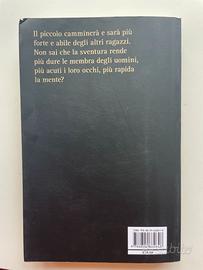 Il piccolo camminerà e sarà più
forte e abile degli altri ragazzi.
Non sai che la sventura rende
più dure le membra degli uomini,
più acuti i loro occhi, più rapida
la mente?
subito